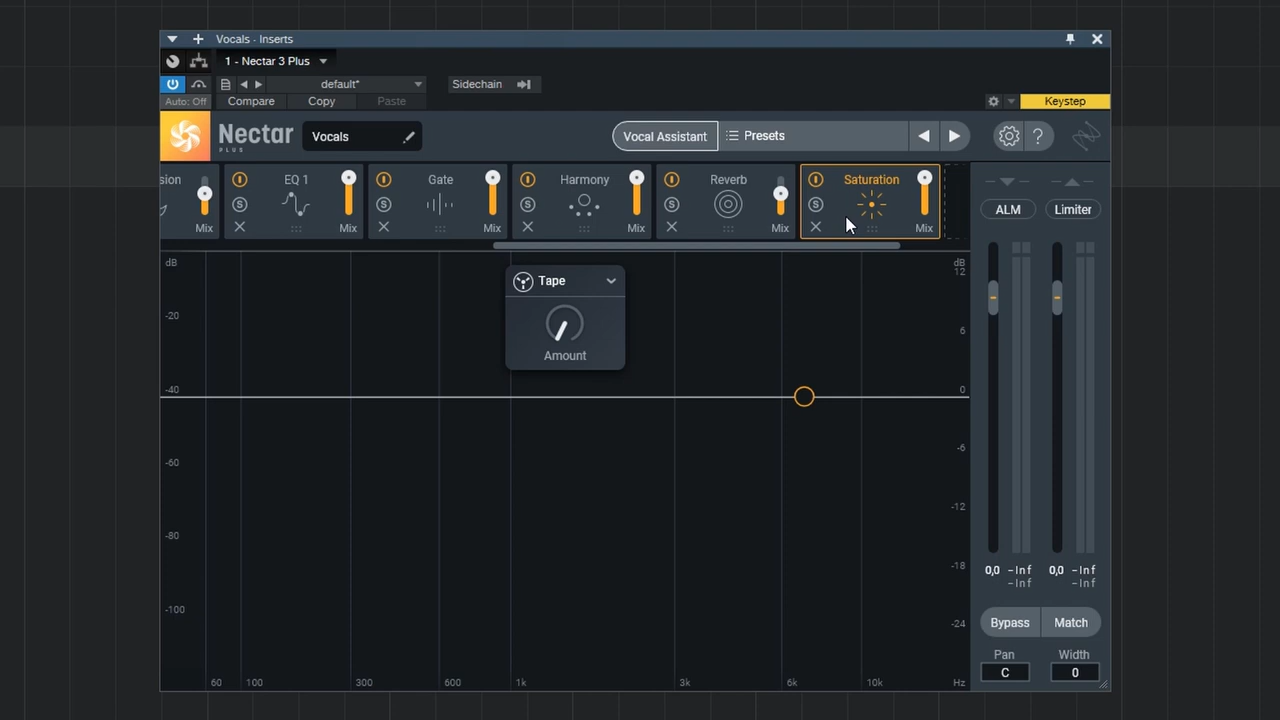 Vocals - Inserts
1 - Nectar 3 Plus
default*
Sidechain
Auto: Off
Compare
Copy
Paste
Keystep
Nectar
PLUS
Vocals
Vocal Assistant
Presets
?
sion
Mix
EQ 1
S
Mix
Gate
S
Mix
Harmony
S
Mix
Reverb
S
Mix
Saturation
S
Mix
ALM
Limiter
dB
-20
-40
-60
-80
-100
Tape
Amount
dB
12
6
0
-6
-12
-18
-24
60
100
300
600
1k
3k
6k
10k
Hz
0,0
-Inf
-Inf
0,0
-Inf
-Inf
Bypass
Match
Pan
C
Width
0